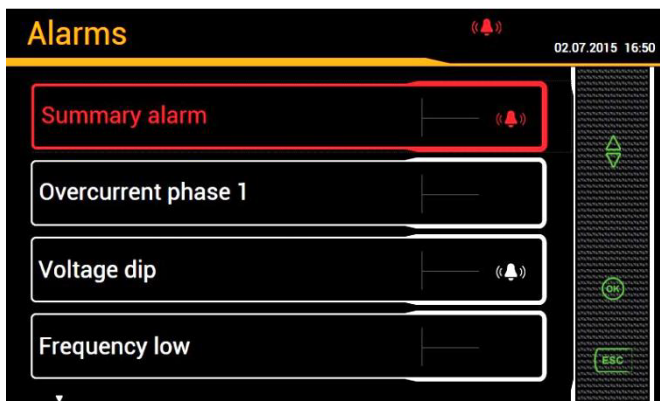 Alarms
02.07.2015 16:50
Summary alarm
Overcurrent phase 1
Voltage dip
OK
Frequency low
ESC